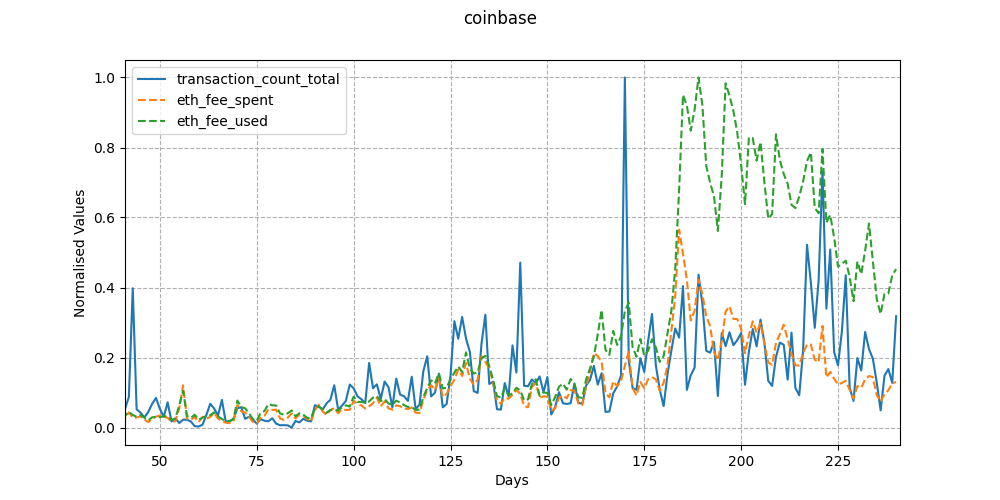 coinbase
transaction_count_total
eth_fee_spent
eth_fee_used
Normalised Values
1.0
0.8
0.6
0.4
0.2
0.0
50 75 100 125 150 175 200 225
Days